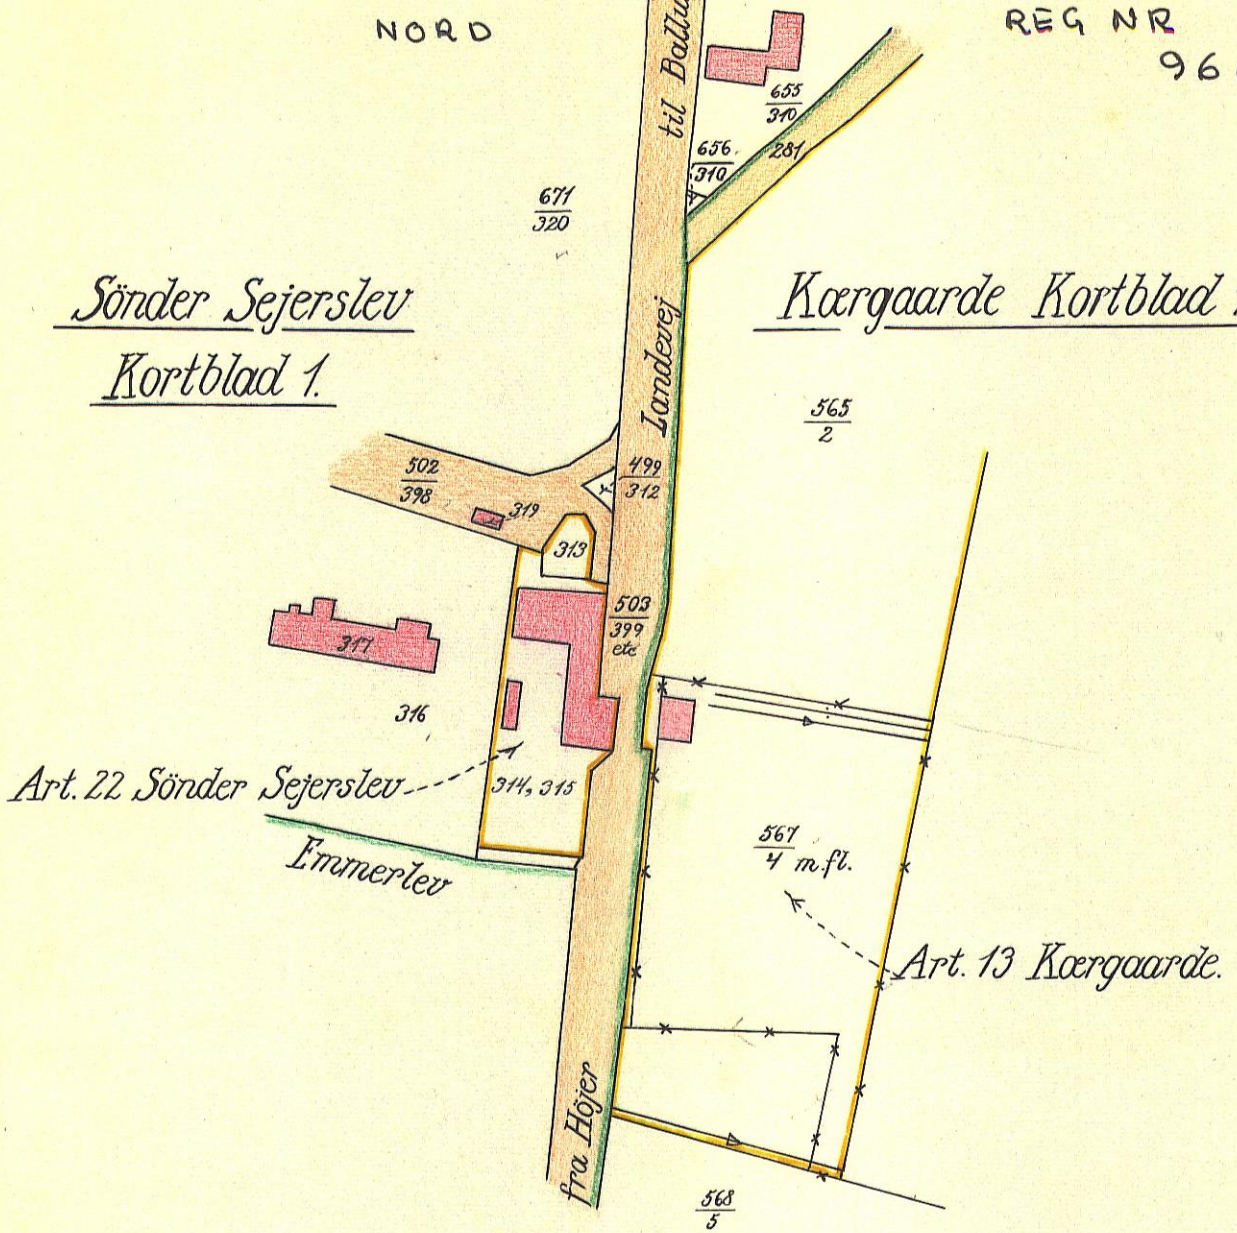 NORD
REG NR
96
til
655
310
656
310
281
671
320
Sönder Sejerslev
Kortblad 1.
Kærgaarde Kortblad
Landevej
565
2
502
398
499
312
319
313
503
399
etc
317
316
Art. 22 Sönder Sejerslev
314, 315
Emmerlev
567
4 m.fl.
Art. 13 Kærgaarde.
fra Höjer
568
5